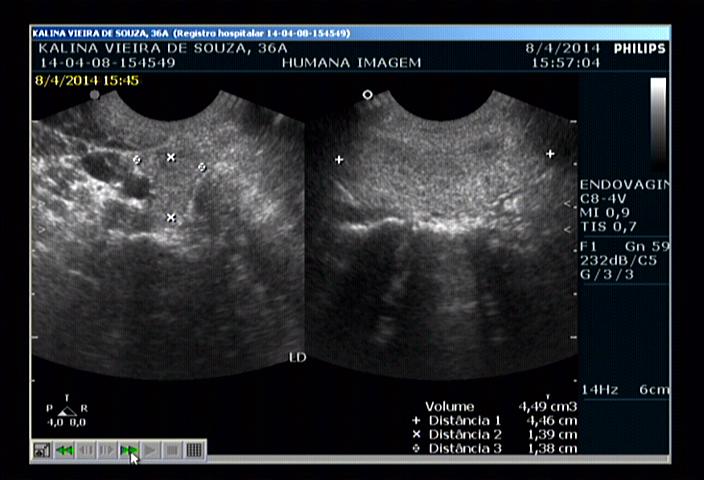 KALINA VIEIRA DE SOUZA, 36A (Registro hospitalar 14-04-08-154549)
KALINA VIEIRA DE SOUZA, 36A 8/4/2014 PHILIPS
14-04-08-154549 HUMANA IMAGEM 15:57:04
8/4/2014 15:45
ENDOVAGIN
C8-4V
MI 0,9
TIS 0,7
F1 Gn 59
232dB/C5
G/3/3
LD
14Hz 6cm
T
P R
4,0 8,0
Volume 4,49 cm3
+ Distância 1 4,46 cm
× Distância 2 1,39 cm
Distância 3 1,38 cm